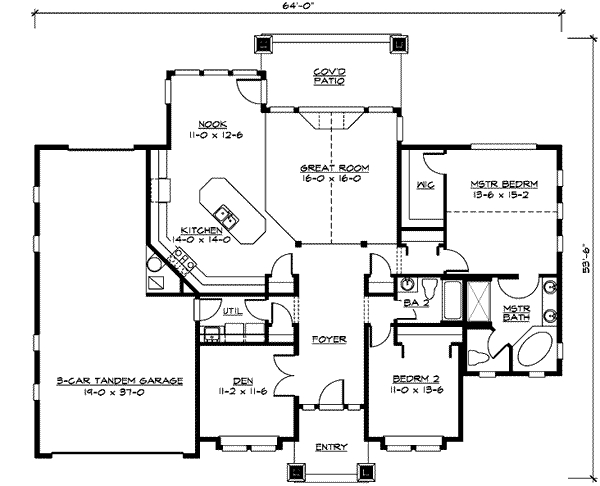 64'-0"
COV'D
PATIO
NOOK
11-0 x 12-6
GREAT ROOM
16-0 x 16-0
WIC
MSTR BEDRM
13-6 x 15-2
KITCHEN
14-0 x 14-0
53'-6"
BA 2
MSTR
BATH
UTIL
FOYER
3-CAR TANDEM GARAGE
19-0 x 37-0
DEN
11-2 x 11-6
BEDRM 2
11-0 x 13-6
ENTRY